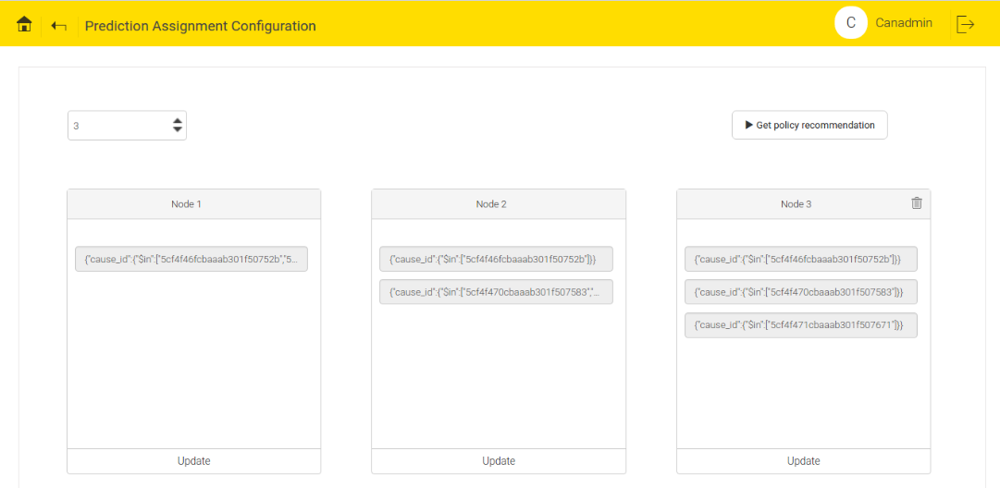 Prediction Assignment Configuration
C Canadmin
3
Get policy recommendation
Node 1
{"cause_id":{"$in":["5cf4f46fcbaaab301f50752b","5...
Update
Node 2
{"cause_id":{"$in":["5cf4f46fcbaaab301f50752b"]}}
{"cause_id":{"$in":["5cf4f470cbaaab301f507583","...
Update
Node 3
{"cause_id":{"$in":["5cf4f46fcbaaab301f50752b"]}}
{"cause_id":{"$in":["5cf4f470cbaaab301f507583"]}}
{"cause_id":{"$in":["5cf4f471cbaaab301f507671"]}}
Update